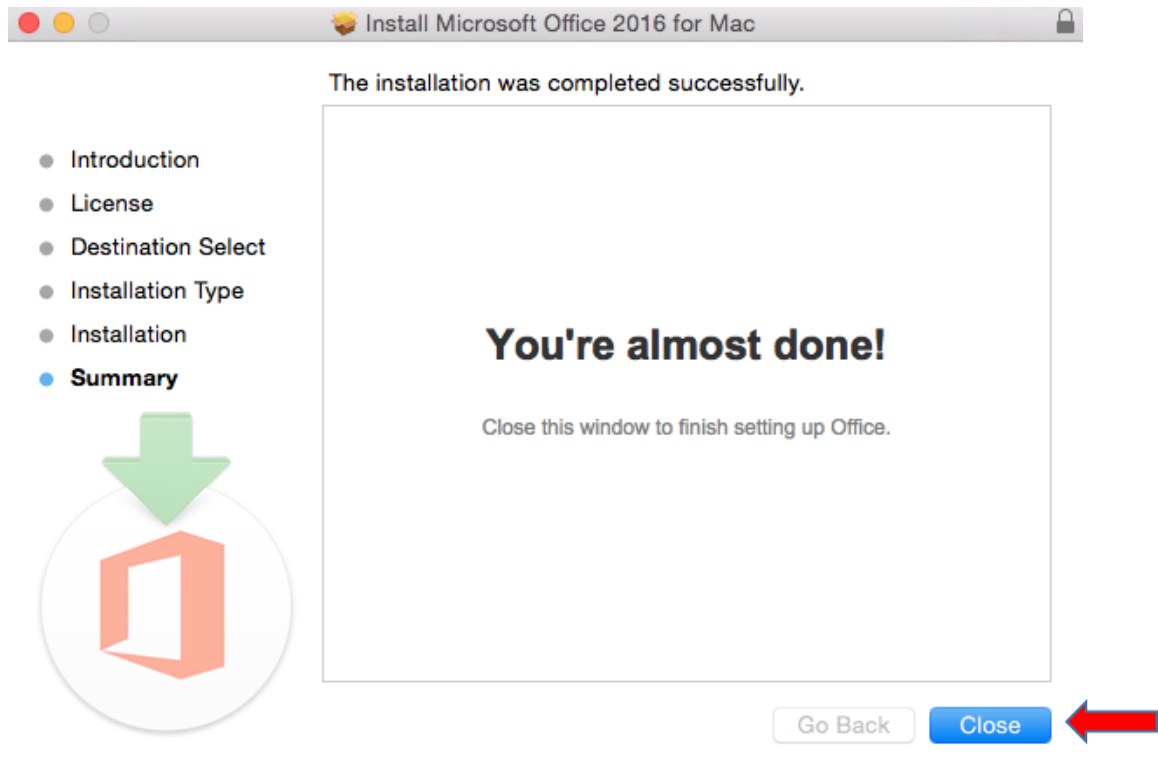 Install Microsoft Office 2016 for Mac
The installation was completed successfully.
Introduction
License
Destination Select
Installation Type
Installation
Summary
You're almost done!
Close this window to finish setting up Office.
Go Back
Close